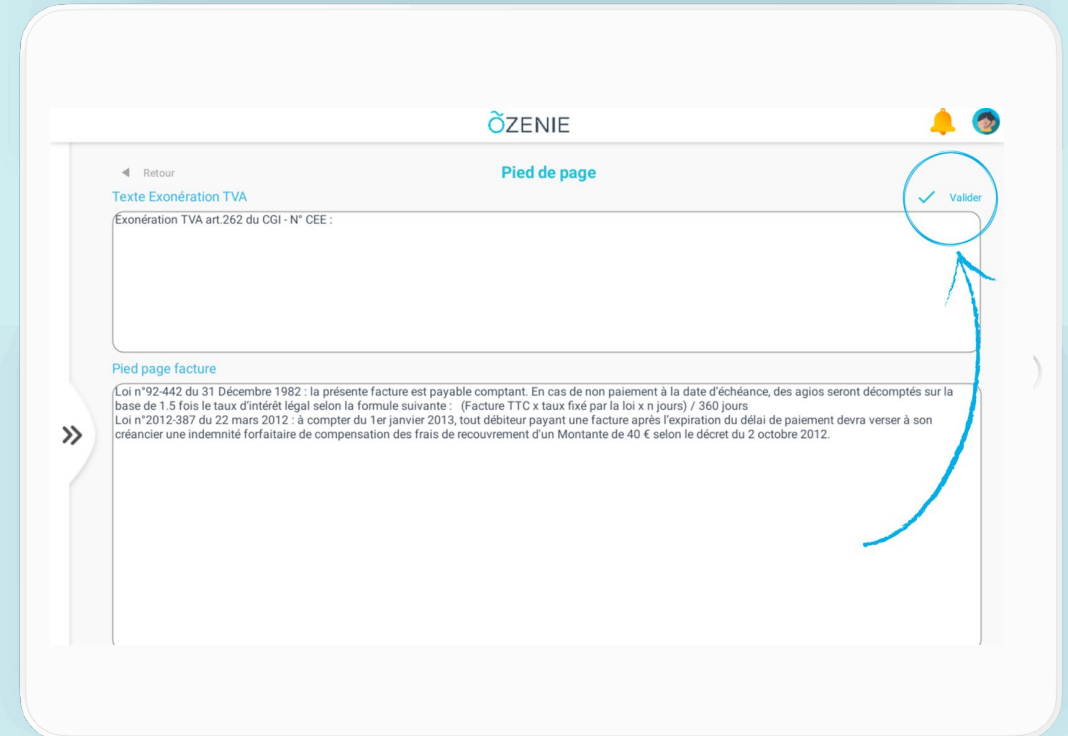 ÕZENIE
Retour
Pied de page
Texte Exonération TVA
Valider
Exonération TVA art.262 du CGI - N° CEE :
Pied page facture
Loi n°92-442 du 31 Décembre 1982 : la présente facture est payable comptant. En cas de non paiement à la date d'échéance, des agios seront décomptés sur la
base de 1.5 fois le taux d'intérêt légal selon la formule suivante : (Facture TTC x taux fixé par la loi x n jours) / 360 jours
Loi n°2012-387 du 22 mars 2012 : à compter du 1er janvier 2013, tout débiteur payant une facture après l'expiration du délai de paiement devra verser à son
créancier une indemnité forfaitaire de compensation des frais de recouvrement d'un Montante de 40 € selon le décret du 2 octobre 2012.